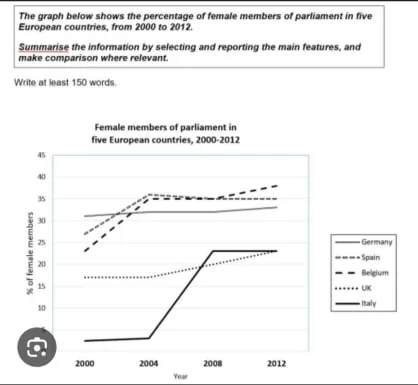 The graph below shows the percentage of female members of parliament in five
European countries, from 2000 to 2012.
Summarise the information by selecting and reporting the main features, and
make comparison where relevant.
Write at least 150 words.
Female members of parliament in
five European countries, 2000-2012
45
40
35
30
25
20
15
10
5
% of female members
2000 2004 2008 2012
Year
Germany
Spain
Belgium
UK
Italy